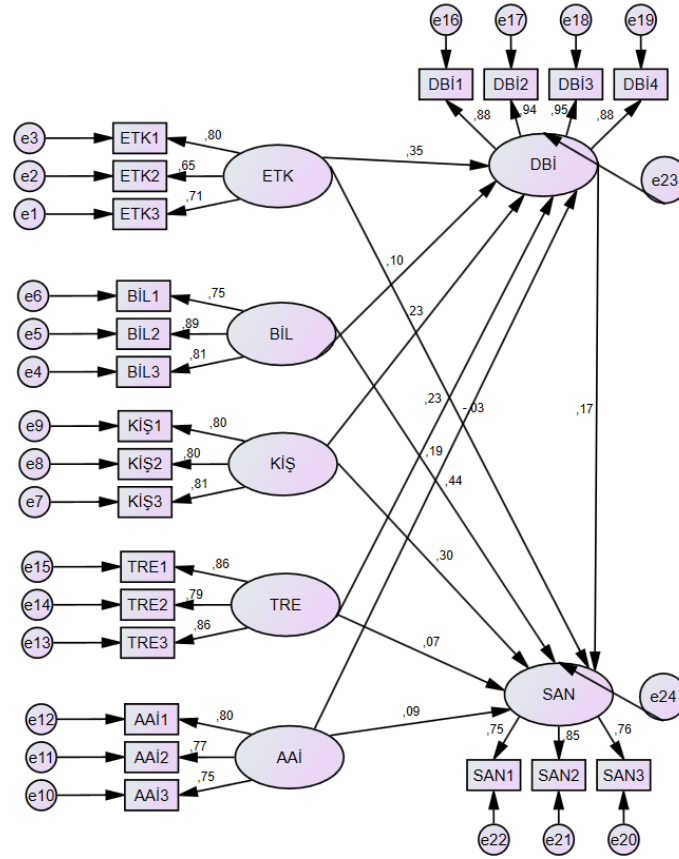 e16
e17
e18
e19
DBİ1
DBİ2
DBİ3
DBİ4
,88
,94
,95
,88
e3
ETK1
,80
e2
ETK2
,65
e1
ETK3
,71
ETK
,35
DBİ
e23
e6
BİL1
,75
e5
BİL2
,89
e4
BİL3
,81
BİL
,10
,23
,23
-,03
,17
e9
KİŞ1
,80
e8
KİŞ2
,80
e7
KİŞ3
,81
KİŞ
,19
,44
,30
e15
TRE1
,86
e14
TRE2
,79
e13
TRE3
,86
TRE
,07
e12
AAİ1
,80
e11
AAİ2
,77
e10
AAİ3
,75
AAİ
,09
SAN
e24
,75
,85
,76
SAN1
SAN2
SAN3
e22
e21
e20